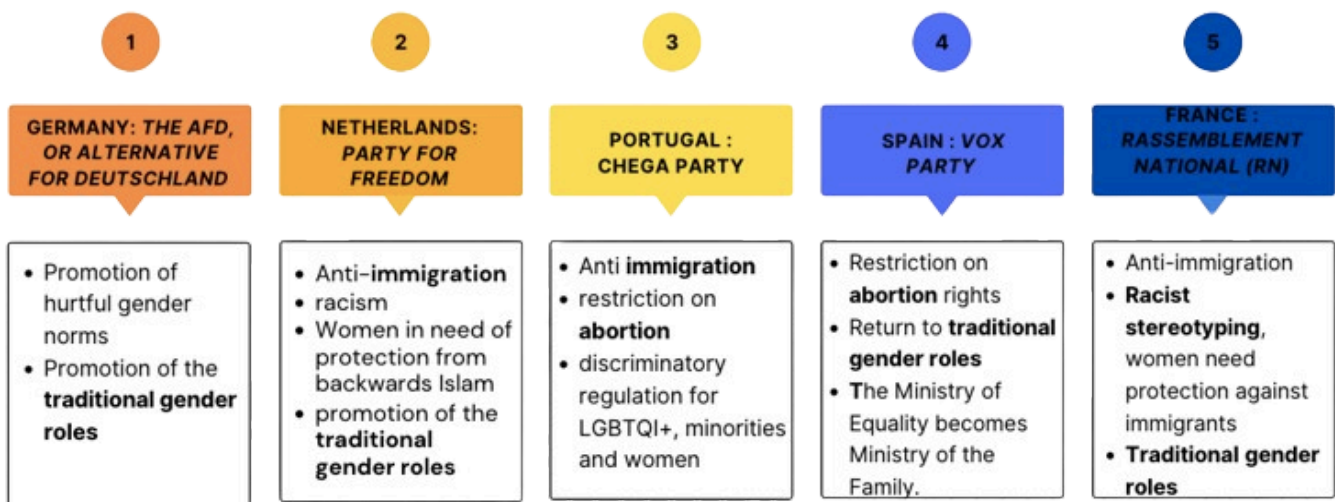 1
GERMANY: THE AFD,
OR ALTERNATIVE
FOR DEUTSCHLAND
• Promotion of
hurtful gender
norms
• Promotion of the
traditional gender
roles
2
NETHERLANDS:
PARTY FOR
FREEDOM
• Anti-immigration
• racism
• Women in need of
protection from
backwards Islam
• promotion of the
traditional
gender roles
3
PORTUGAL :
CHEGA PARTY
• Anti immigration
• restriction on
abortion
• discriminatory
regulation for
LGBTQI+, minorities
and women
4
SPAIN : VOX
PARTY
• Restriction on
abortion rights
• Return to traditional
gender roles
• The Ministry of
Equality becomes
Ministry of the
Family.
5
FRANCE :
RASSEMBLEMENT
NATIONAL (RN)
• Anti-immigration
• Racist
stereotyping,
women need
protection against
immigrants
• Traditional gender
roles